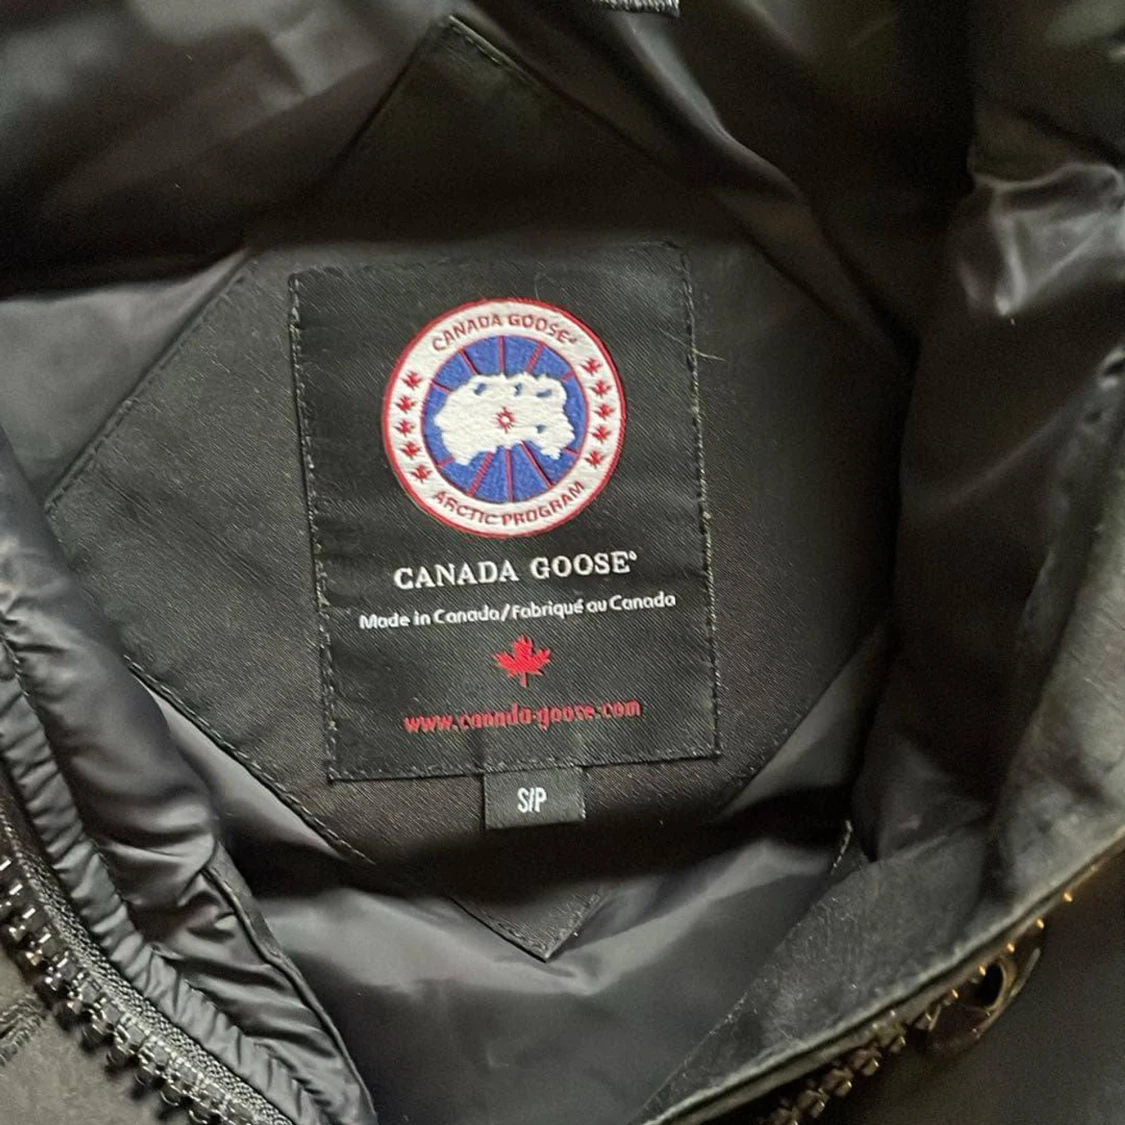 CANADA GOOSE®
ARCTIC PROGRAM
CANADA GOOSE®
Made in Canada/Fabriqué au Canada
www.canada-goose.com
S/P